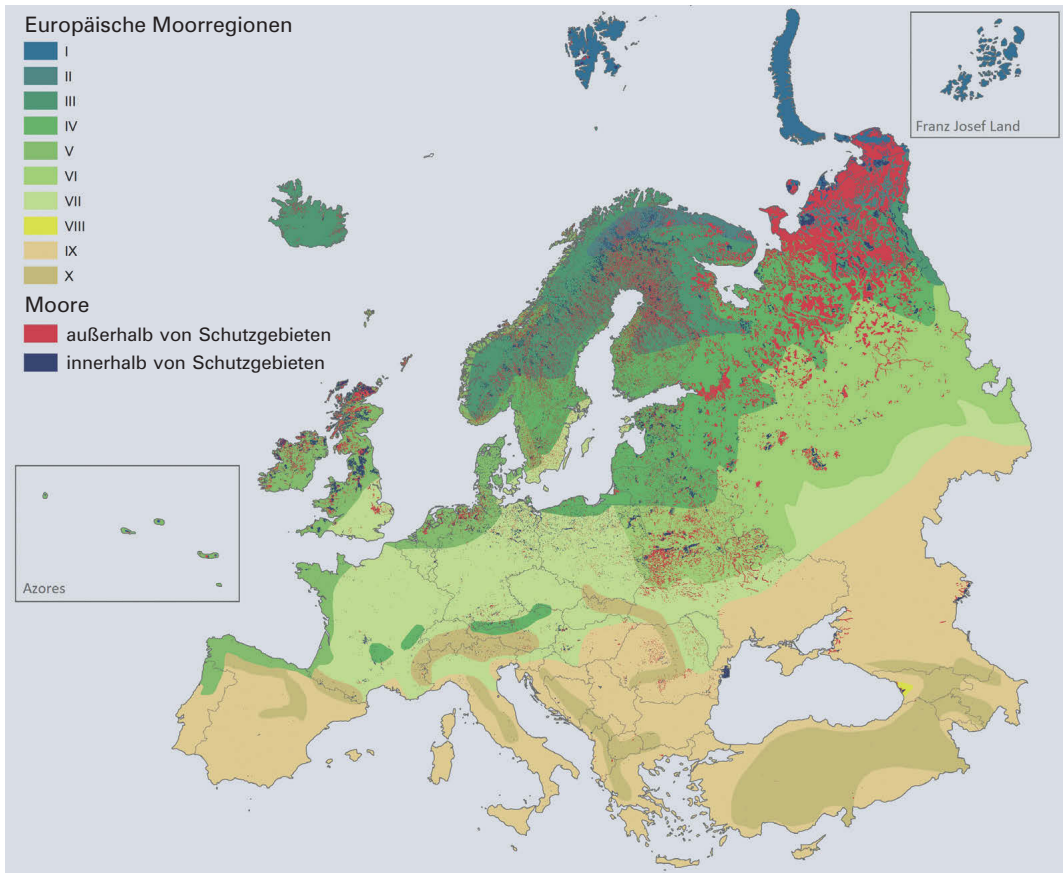 Europäische Moorregionen
I
II
III
IV
V
VI
VII
VIII
IX
X
Moore
außerhalb von Schutzgebieten
innerhalb von Schutzgebieten
Franz Josef Land
Azores